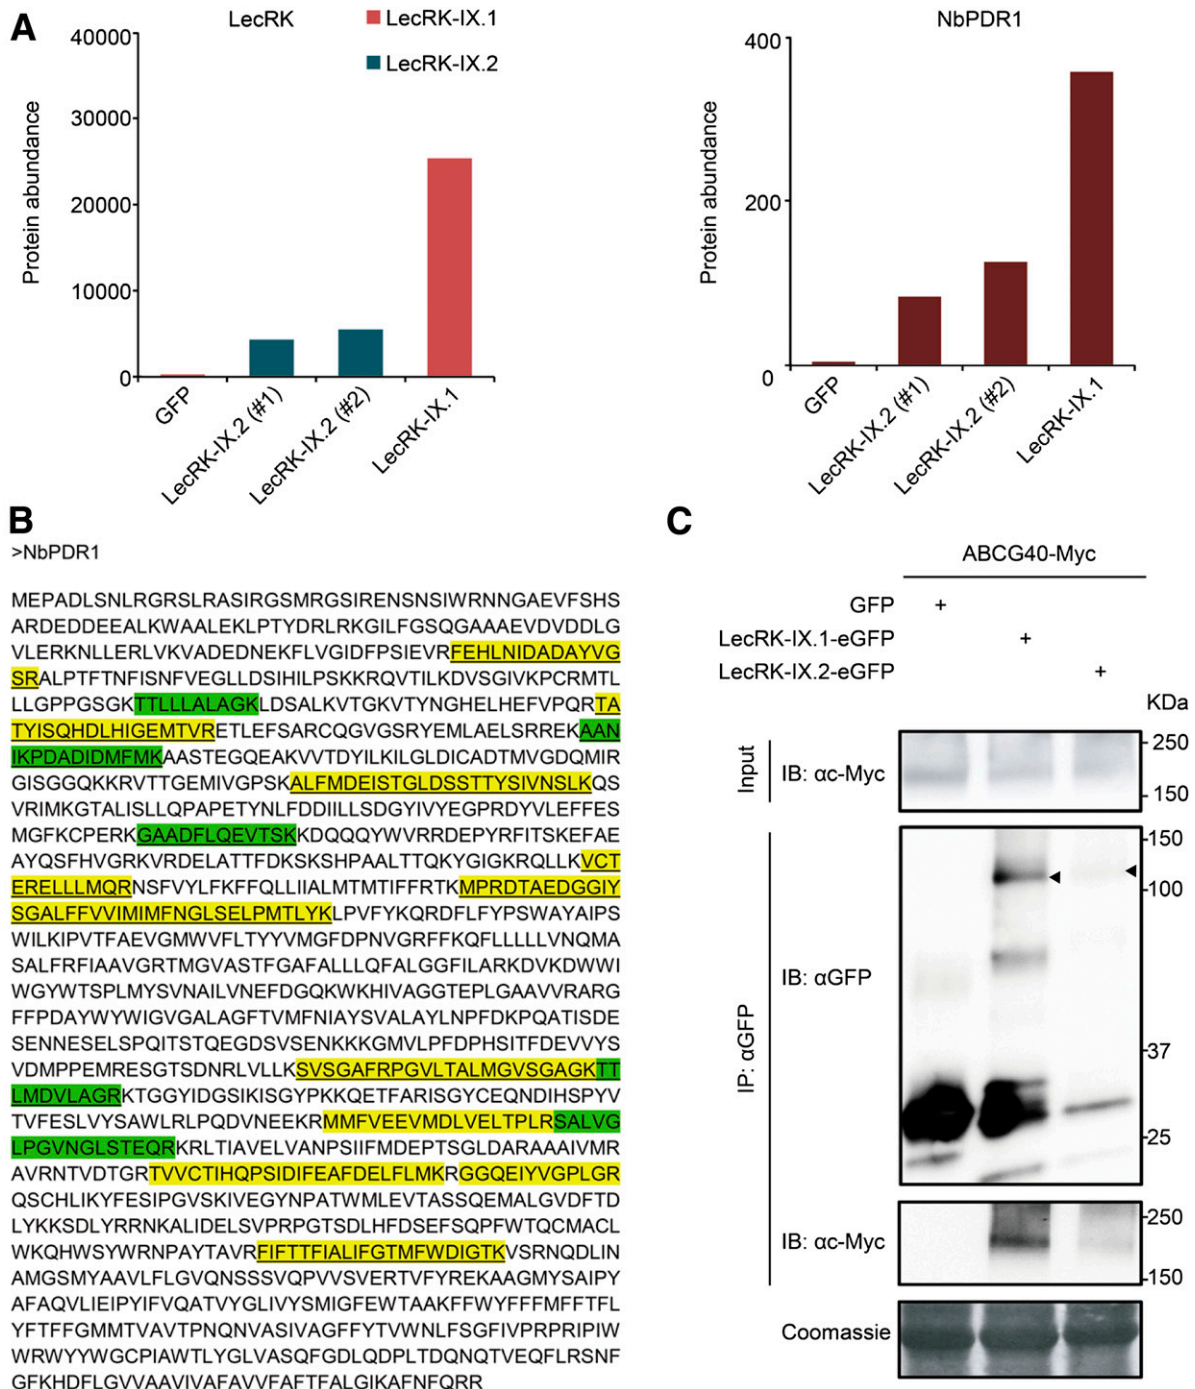 A
LecRK
LecRK-IX.1
LecRK-IX.2
Protein abundance
40000
30000
20000
10000
0
GFP
LecRK-IX.2 (#1)
LecRK-IX.2 (#2)
LecRK-IX.1
NbPDR1
Protein abundance
400
200
0
GFP
LecRK-IX.2 (#1)
LecRK-IX.2 (#2)
LecRK-IX.1
B
>NbPDR1
MEPADLSNLRGRSLRASIRGSMRGSIRENSNSIWRNNGAEVFSHS
ARDEDDEEALKWAALEKLPTYDRLRKGILFGSQGAAAEVDVDDLG
VLERKNLLERLVKVADEDNEKFLVGIDFPSIEVRFEHLNIDADAYVG
SRALPTFTNFISNFVEGLLDSIHILPSKKRQVTILKDVSGIVKPCRMTL
LLGPPGSGKTTLLLALAGKLDSALKVTGKVTYNGHELHEFVPQRTA
TYISQHDLHIGEMTVRETLEFSARCQGVGSRYEMLAELSRREKAAN
IKPDADIDMFMKAASTEGQEAKVVTDYILKILGLDICADTMVGDQMIR
GISGGQKKRVTTGEMIVGPSKALFMDEISTGLDSSTTYSIVNSLKQS
VRIMKGTALISLLQPAPETYNLFDDIILLSDGYIVYEGPRDYVLEFFES
MGFKCPERKGAADFLQEVTSKKDQQQYWVRRDEPYRFITSKEFAE
AYQSFHVGRKVRDELATTFDKSKSHPAALTTQKYGIGKRQLLKVCT
ERELLLMQRNSFVYLFKFFQLLIIALMTMTIFFRTKMPRDTAEDGGIY
SGALFFVVIMIMFNGLSELPMTLYKLPVFYKQRDFLFYPSWAYAIPS
WILKIPVTFAEVGMWVFLTYYVMGFDPNVGRFFKQFLLLLLVNQMA
SALFRFIAAVGRTMGVASTFGAFALLLQFALGGFILARKDVKDWWI
WGYWTSPLMYSVNAILVNEFDGQKWKHIVAGGTEPLGAAVVRARG
FFPDAYWYWIGVGALAGFTVMFNIAYSVALAYLNPFDKPQATISDE
SENNESELSPQITSTQEGDSVSENKKKGMVLPFDPHSITFDEVVYS
VDMPPEMRESGTSDNRLVLLKSVSGAFRPGVLTALMGVSGAGKTT
LMDVLAGRKTGGYIDGSIKISGYPKKQETFARISGYCEQNDIHSPYV
TVFESLVYSAWLRLPQDVNEEKRMMFVEEVMDLVELTPLRSALVG
LPGVNGLSTEQRKRLTIAVELVANPSIIFMDEPTSGLDARAAAIVMR
AVRNTVDTGRTVVCTIHQPSIDIFEAFDELFLMKRGGQEIYVGPLGR
QSCHLIKYFESIPGVSKIVEGYNPATWMLEVTASSQEMALGVDFTD
LYKKSDLYRRNKALIDELSVPRPGTSDLHFDSEFSQPFWTQCMACL
WKQHWSYWRNPAYTAVRFIFTTFIALIFGTMFWDIGTKVSRNQDLIN
AMGSMYAAVLFLGVQNSSSVQPVVSVERTVFYREKAAGMYSAIPY
AFAQVLIEIPYIFVQATVYGLIVYSMIGFEWTAAKFFWYFFFMFFTFL
YFTFFGMMTVAVTPNQNVASIVAGFFYTVWNLFSGFIVPRPRIPIW
WRWYYWGCPIAWTLYGLVASQFGDLQDPLTDQNQTVEQFLRSNF
GFKHDFLGVVAAVIVAFAVVFAFTFALGIKAFNFQRR
C
ABCG40-Myc
GFP +
LecRK-IX.1-eGFP +
LecRK-IX.2-eGFP +
KDa
Input
IB: αc-Myc
250
150
IP: αGFP
IB: αGFP
150
100
37
25
IB: αc-Myc
250
150
Coomassie